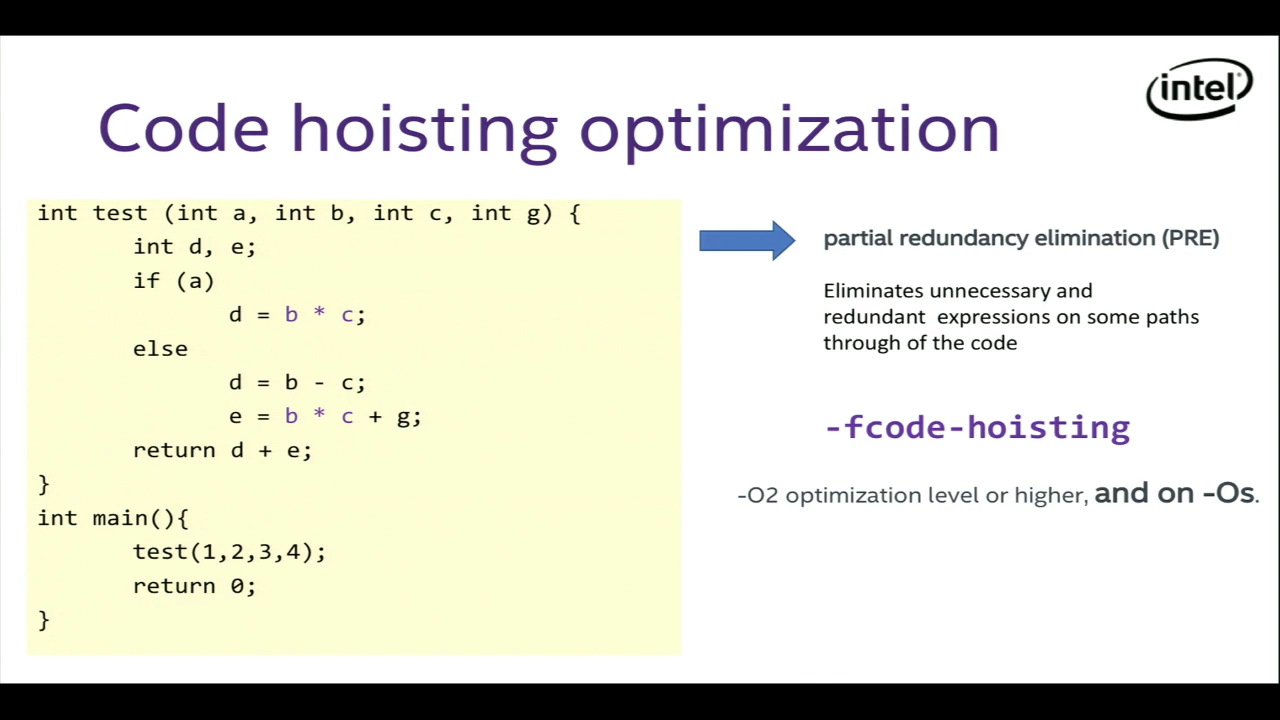 intel
Code hoisting optimization
int test (int a, int b, int c, int g) {
int d, e;
if (a)
d = b * c;
else
d = b - c;
e = b * c + g;
return d + e;
}
int main(){
test(1,2,3,4);
return 0;
}
partial redundancy elimination (PRE)
Eliminates unnecessary and
redundant expressions on some paths
through of the code
-fcode-hoisting
-O2 optimization level or higher, and on -Os.